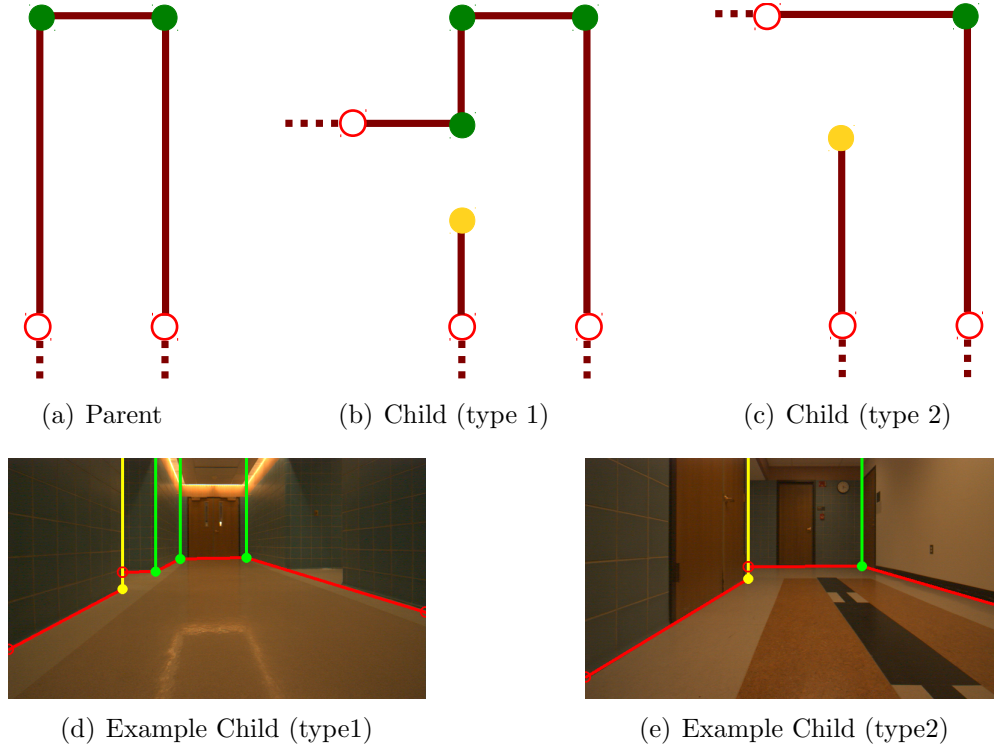 (a) Parent
(b) Child (type 1)
(c) Child (type 2)
(d) Example Child (type1)
(e) Example Child (type2)